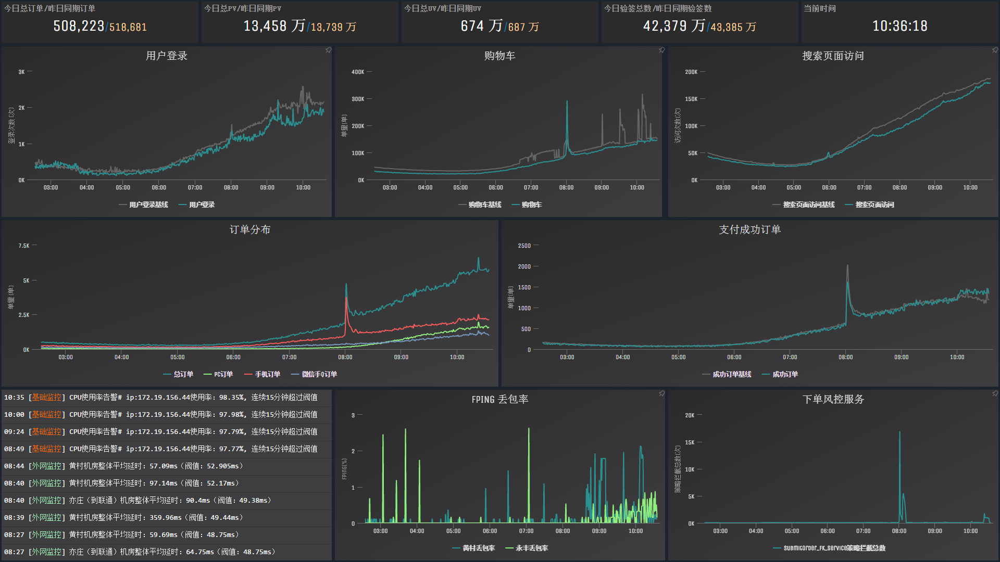 今日总订单/昨日同期订单
508,223/518,681
今日总PV/昨日同期PV
13,458 万/13,739 万
今日总UV/昨日同期UV
674 万/687 万
今日验签总数/昨日同期验签数
42,379 万/43,385 万
当前时间
10:36:18
用户登录
登录次数(次)
3K
2K
1K
0K
03:00 04:00 05:00 06:00 07:00 08:00 09:00 10:00
用户登录基线 用户登录
购物车
单量(单)
400K
300K
200K
100K
0K
03:00 04:00 05:00 06:00 07:00 08:00 09:00 10:00
购物车基线 购物车
搜索页面访问
访问次数(次)
200K
150K
100K
50K
0K
03:00 04:00 05:00 06:00 07:00 08:00 09:00 10:00
搜索页面访问基线 搜索页面访问
订单分布
单量(单)
7.5K
5K
2.5K
0K
03:00 04:00 05:00 06:00 07:00 08:00 09:00 10:00
总订单 PC订单 手机订单 微信手Q订单
支付成功订单
单量(单)
2500
2000
1500
1000
500
0
03:00 04:00 05:00 06:00 07:00 08:00 09:00 10:00
成功订单基线 成功订单
10:35 [基础监控] CPU使用率告警# ip:172.19.156.44使用率：98.35%, 连续15分钟超过阀值
10:00 [基础监控] CPU使用率告警# ip:172.19.156.44使用率：97.98%, 连续15分钟超过阀值
09:24 [基础监控] CPU使用率告警# ip:172.19.156.44使用率：97.79%, 连续15分钟超过阀值
08:49 [基础监控] CPU使用率告警# ip:172.19.156.44使用率：97.77%, 连续15分钟超过阀值
08:44 [外网监控] 黄村机房整体平均延时：57.09ms（阀值：52.905ms）
08:40 [外网监控] 黄村机房整体平均延时：97.14ms（阀值：52.17ms）
08:40 [外网监控] 亦庄（到联通）机房整体平均延时：90.4ms（阀值：49.38ms）
08:39 [外网监控] 黄村机房整体平均延时：359.96ms（阀值：49.44ms）
08:27 [外网监控] 黄村机房整体平均延时：59.69ms（阀值：48.75ms）
08:27 [外网监控] 亦庄（到联通）机房整体平均延时：64.75ms（阀值：48.75ms）
FPING 丢包率
FPING(%)
3
2
1
0
03:00 04:00 05:00 06:00 07:00 08:00 09:00 10:00
黄村丢包率 永丰丢包率
下单风控服务
策略拦截总数(次)
20K
15K
10K
5K
0K
03:00 04:00 05:00 06:00 07:00 08:00 09:00 10:00
submitorder_fk_service策略拦截总数